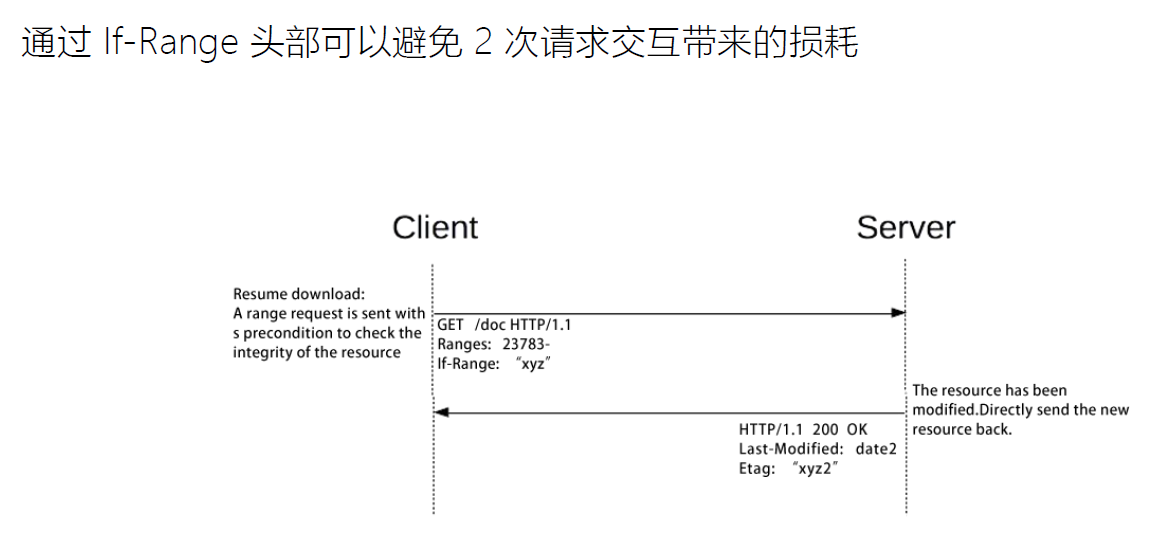 通过 If-Range 头部可以避免 2 次请求交互带来的损耗
Client
Server
Resume download:
A range request is sent with
s precondition to check the
integrity of the resource
GET /doc HTTP/1.1
Ranges: 23783-
If-Range: "xyz"
The resource has been
modified.Directly send the new
resource back.
HTTP/1.1 200 OK
Last-Modified: date2
Etag: "xyz2"